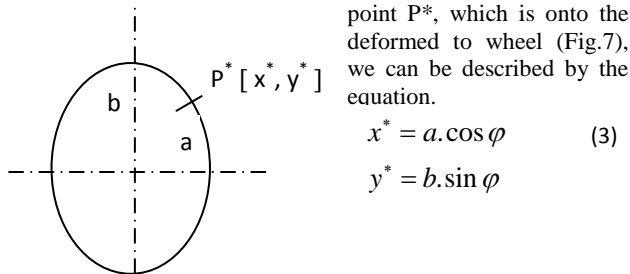 point P*, which is onto the
deformed to wheel (Fig.7),
we can be described by the
equation.
x* = a.cos φ (3)
y* = b.sin φ
b
P* [ x*, y* ]
a